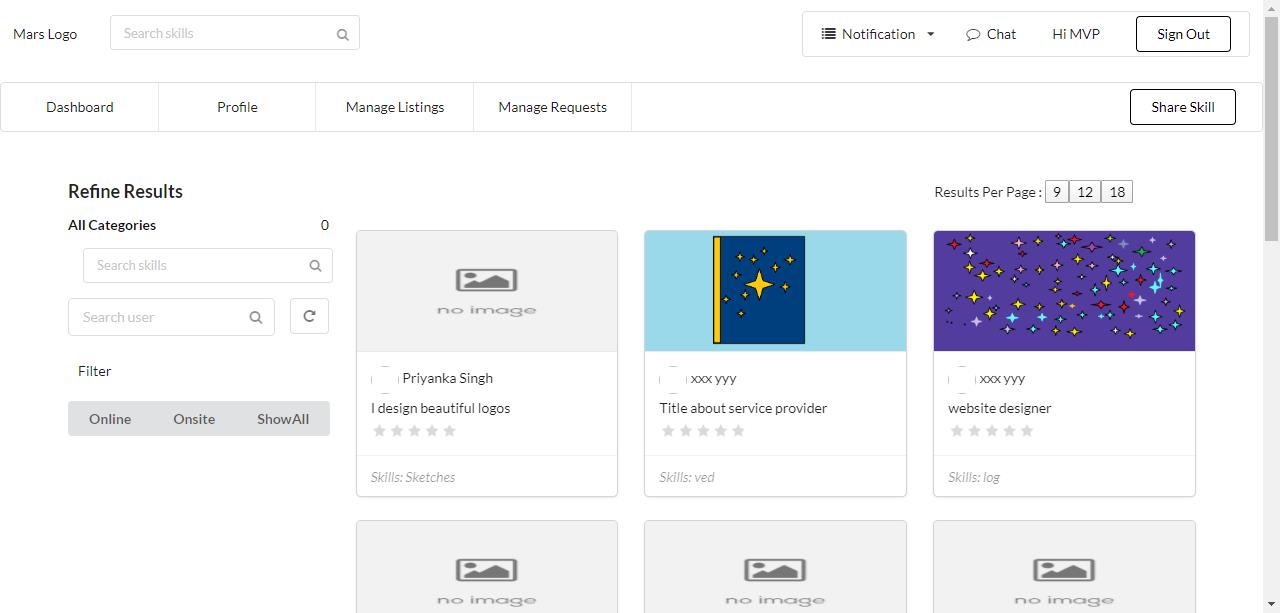 Mars Logo Search skills Notification Chat Hi MVP Sign Out
Dashboard Profile Manage Listings Manage Requests Share Skill
Refine Results
Results Per Page : 9 12 18
All Categories 0
Search skills
Search user
Filter
Online Onsite ShowAll
no image
Priyanka Singh
I design beautiful logos
Skills: Sketches
xxx yyy
Title about service provider
Skills: ved
xxx yyy
website designer
Skills: log
no image
no image
no image